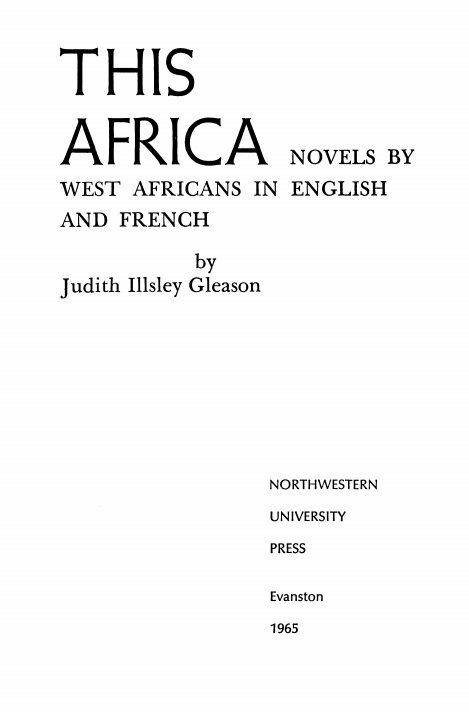 THIS
AFRICA NOVELS BY
WEST AFRICANS IN ENGLISH
AND FRENCH
by
Judith Illsley Gleason
NORTHWESTERN
UNIVERSITY
PRESS
Evanston
1965